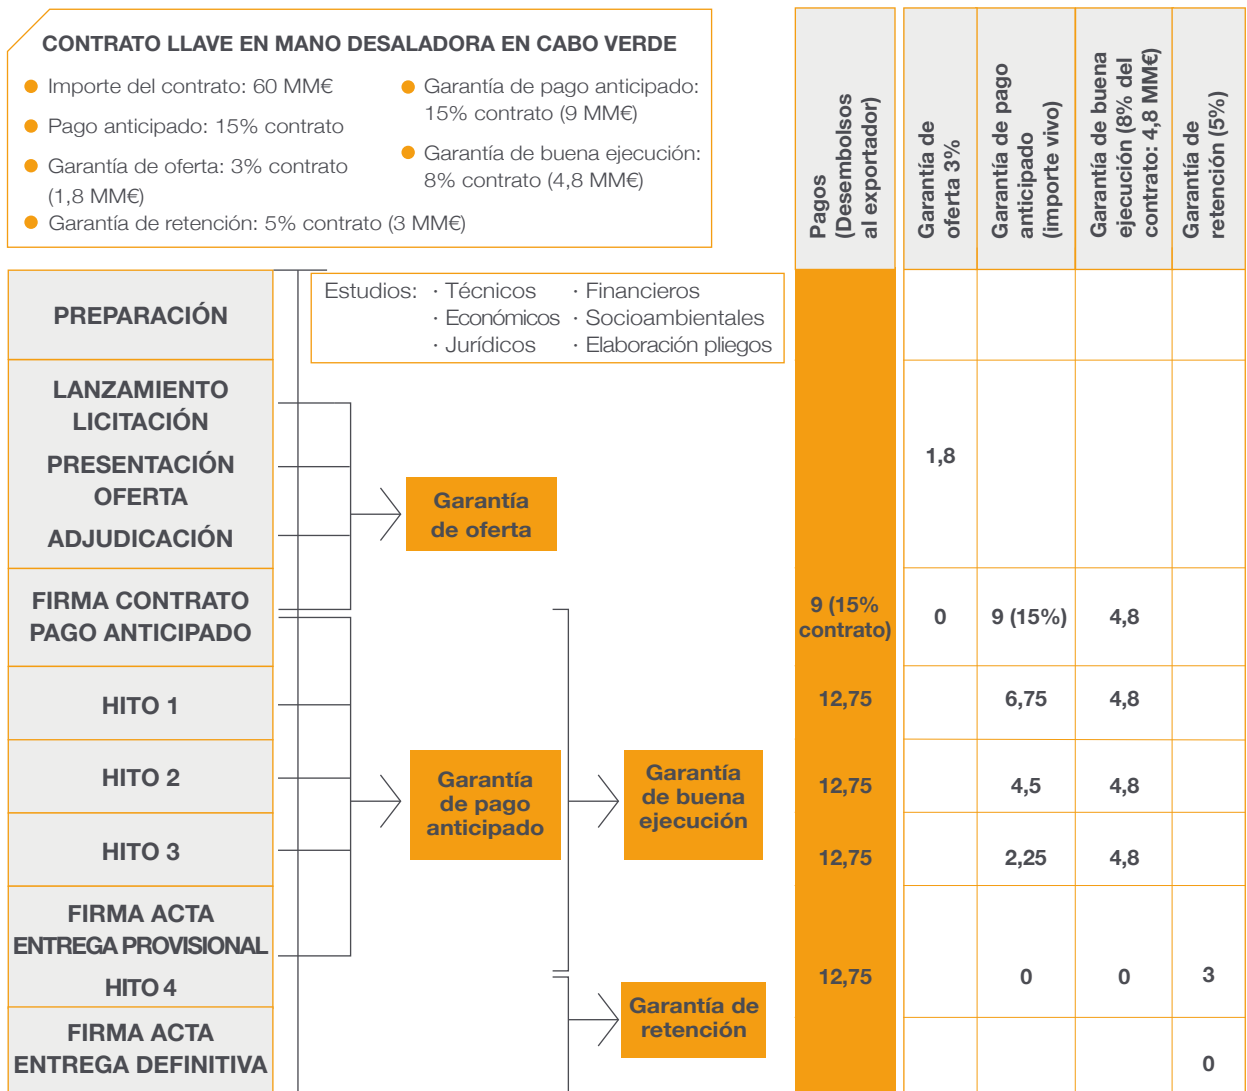 CONTRATO LLAVE EN MANO DESALADORA EN CABO VERDE
Importe del contrato: 60 MM€
Pago anticipado: 15% contrato
Garantía de oferta: 3% contrato
(1,8 MM€)
Garantía de retención: 5% contrato (3 MM€)
Garantía de pago anticipado:
15% contrato (9 MM€)
Garantía de buena ejecución:
8% contrato (4,8 MM€)
Pagos
(Desembolsos
al exportador)
Garantía de
oferta 3%
Garantía de pago
anticipado
(importe vivo)
Garantía de buena
ejecución (8% del
contrato: 4,8 MM€)
Garantía de
retención (5%)
PREPARACIÓN
Estudios: · Técnicos · Financieros
· Económicos · Socioambientales
· Jurídicos · Elaboración pliegos
LANZAMIENTO
LICITACIÓN
PRESENTACIÓN
OFERTA
ADJUDICACIÓN
Garantía
de oferta
1,8
FIRMA CONTRATO
PAGO ANTICIPADO
9 (15%
contrato)
0
9 (15%)
4,8
HITO 1
12,75
6,75
4,8
HITO 2
Garantía
de pago
anticipado
Garantía
de buena
ejecución
12,75
4,5
4,8
HITO 3
12,75
2,25
4,8
FIRMA ACTA
ENTREGA PROVISIONAL
HITO 4
12,75
0
0
3
Garantía de
retención
FIRMA ACTA
ENTREGA DEFINITIVA
0